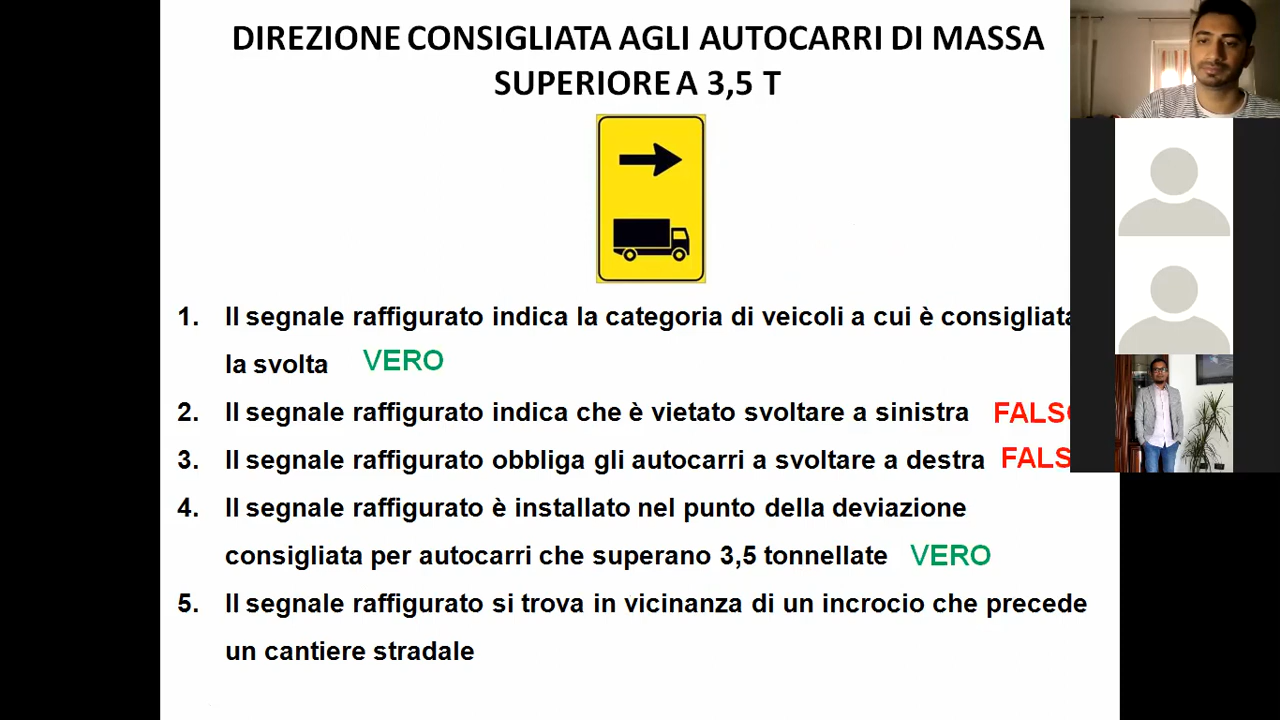 DIREZIONE CONSIGLIATA AGLI AUTOCARRI DI MASSA
SUPERIORE A 3,5 T
1. Il segnale raffigurato indica la categoria di veicoli a cui è consigliata
la svolta VERO
2. Il segnale raffigurato indica che è vietato svoltare a sinistra FALSO
3. Il segnale raffigurato obbliga gli autocarri a svoltare a destra FALS
4. Il segnale raffigurato è installato nel punto della deviazione
consigliata per autocarri che superano 3,5 tonnellate VERO
5. Il segnale raffigurato si trova in vicinanza di un incrocio che precede
un cantiere stradale